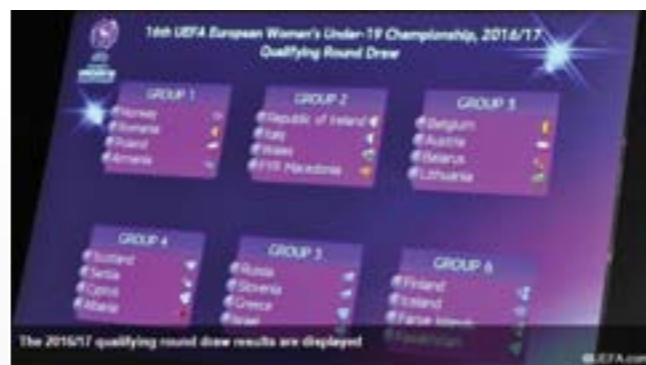 16th UEFA European Women's Under-19 Championship, 2016/17
Qualifying Round Draw
GROUP 1
Norway
Romania
Poland
Armenia
GROUP 2
Republic of Ireland
Italy
Wales
FYR Macedonia
GROUP 3
Belgium
Austria
Belarus
Lithuania
GROUP 4
Scotland
Serbia
Cyprus
Albania
GROUP 5
Russia
Slovenia
Greece
Israel
GROUP 6
Finland
Iceland
Faroe Islands
Kazakhstan
The 2016/17 qualifying round draw results are displayed
©UEFA.com